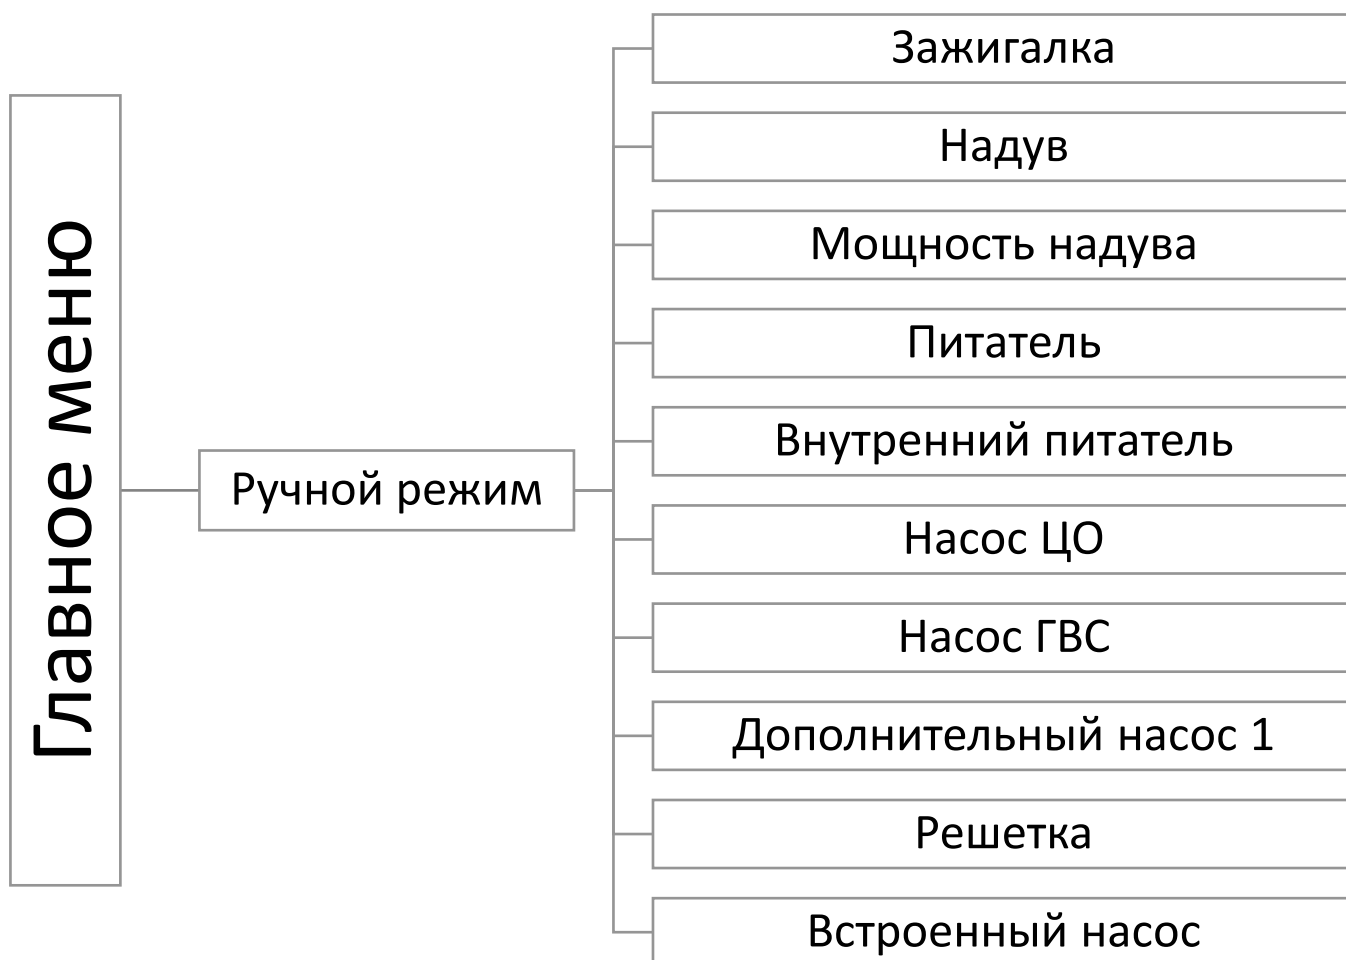 Главное меню
Ручной режим
Зажигалка
Надув
Мощность надува
Питатель
Внутренний питатель
Насос ЦО
Насос ГВС
Дополнительный насос 1
Решетка
Встроенный насос